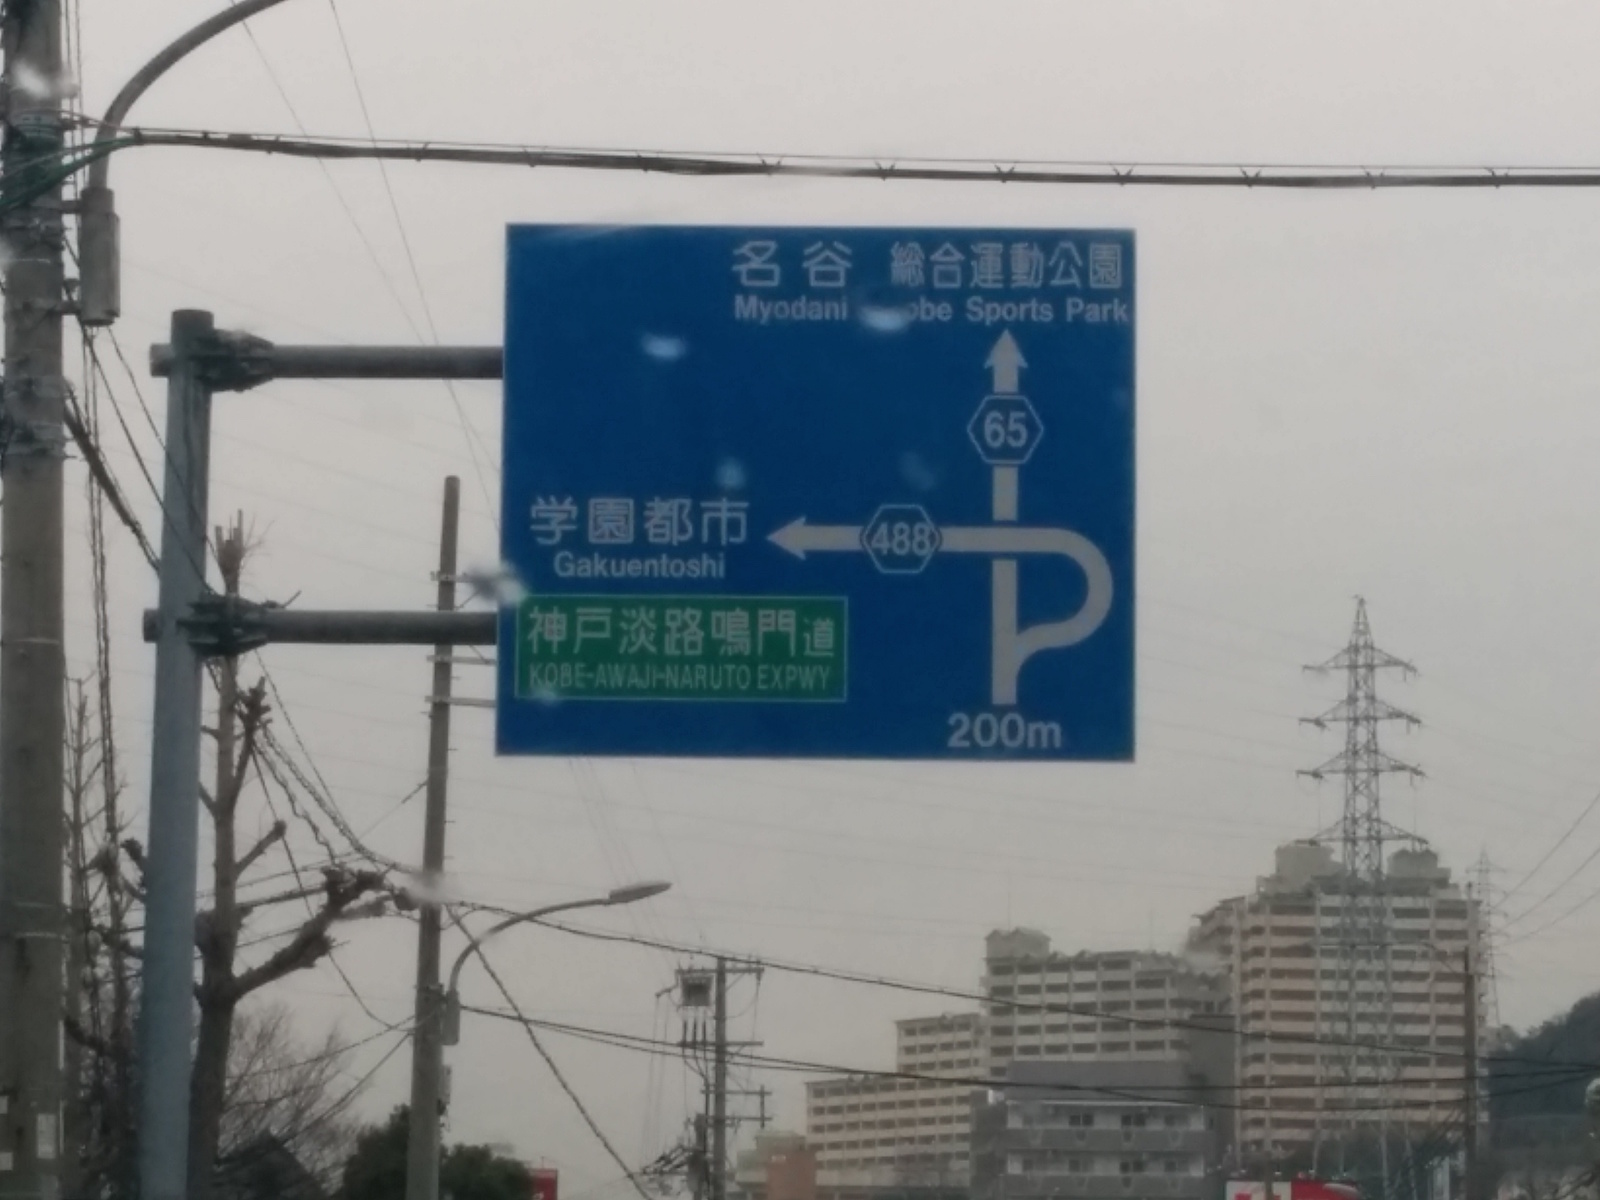 名谷 総合運動公園
Myodani Kobe Sports Park
65
学園都市
488
Gakuentoshi
神戸淡路鳴門道
KOBE-AWAJI-NARUTO EXPWY
200m